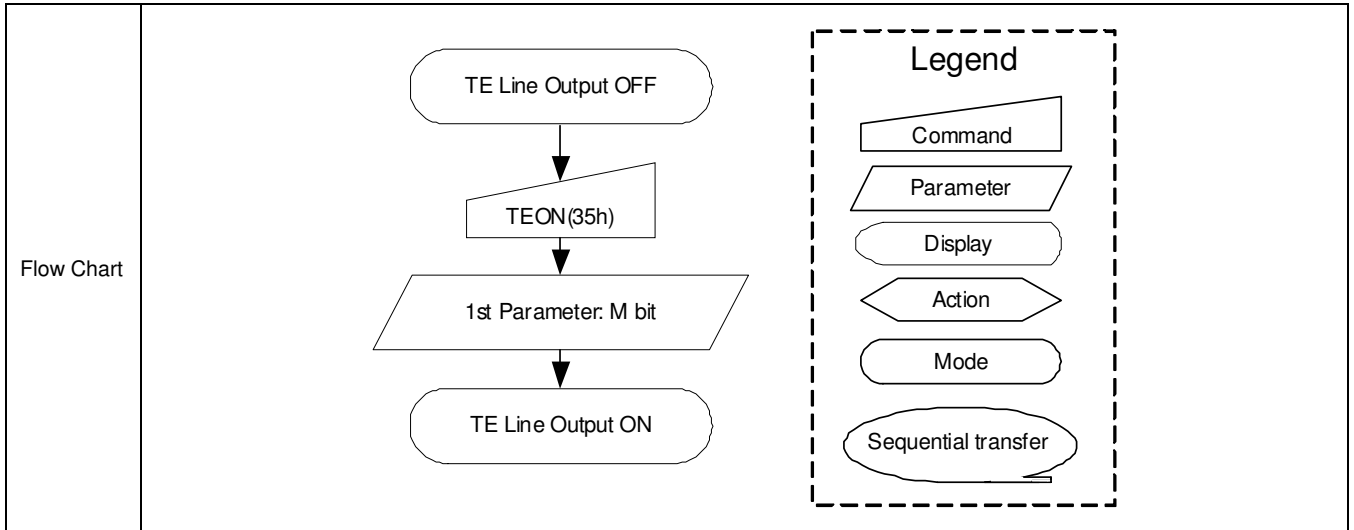 Flow Chart
TE Line Output OFF
TEON(35h)
1st Parameter: M bit
TE Line Output ON
Legend
Command
Parameter
Display
Action
Mode
Sequential transfer